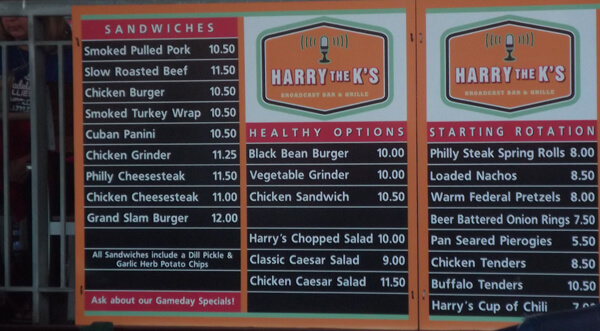 SANDWICHES
Smoked Pulled Pork 10.50
Slow Roasted Beef 11.50
Chicken Burger 10.50
Smoked Turkey Wrap 10.50
Cuban Panini 10.50
Chicken Grinder 11.25
Philly Cheesesteak 11.50
Chicken Cheesesteak 11.00
Grand Slam Burger 12.00
All Sandwiches include a Dill Pickle &
Garlic Herb Potato Chips
Ask about our Gameday Specials!
HARRY THE K'S
BROADCAST BAR & GRILLE
HEALTHY OPTIONS
Black Bean Burger 10.00
Vegetable Grinder 10.00
Chicken Sandwich 10.50
Harry's Chopped Salad 10.00
Classic Caesar Salad 9.00
Chicken Caesar Salad 11.50
HARRY THE K'S
BROADCAST BAR & GRILLE
STARTING ROTATION
Philly Steak Spring Rolls 8.00
Loaded Nachos 8.50
Warm Federal Pretzels 8.00
Beer Battered Onion Rings 7.50
Pan Seared Pierogies 5.50
Chicken Tenders 8.50
Buffalo Tenders 10.50
Harry's Cup of Chili